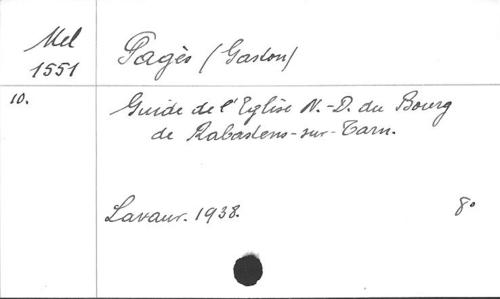 Mel
1551
Pagès (Gaston)
10.
Guide de l'Eglise N.-D. du Bourg
de Rabastens-sur-Tarn.
Lavaur. 1938.
8°